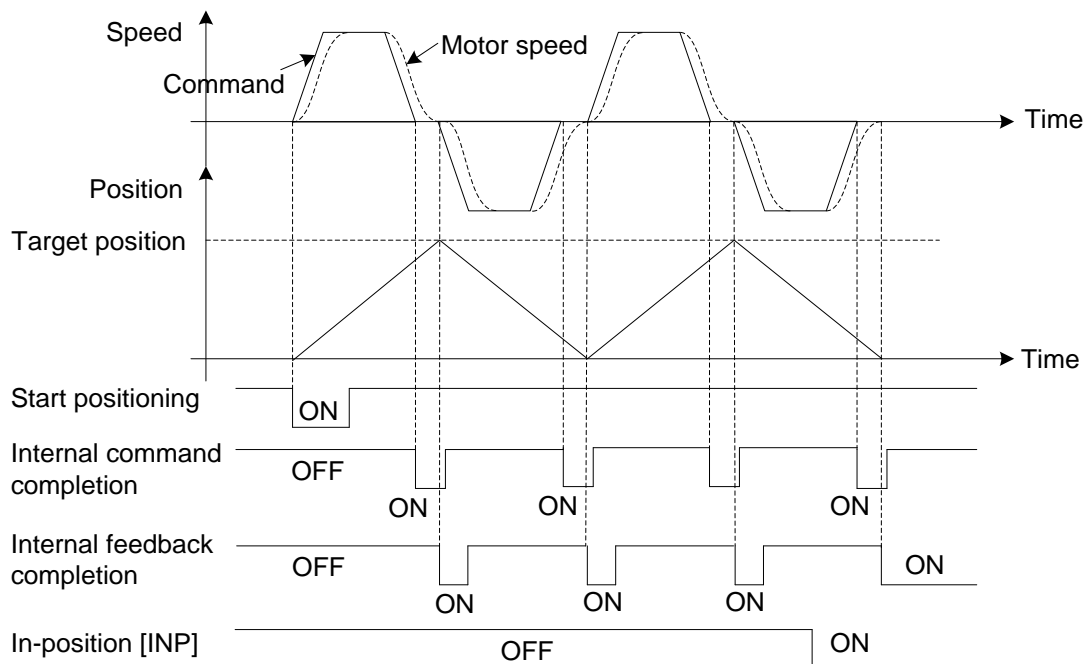 Speed
Motor speed
Command
Time
Position
Target position
Time
Start positioning
ON
Internal command
completion
OFF
ON
ON
ON
Internal feedback
completion
OFF
ON
ON
ON
ON
In-position [INP]
OFF
ON